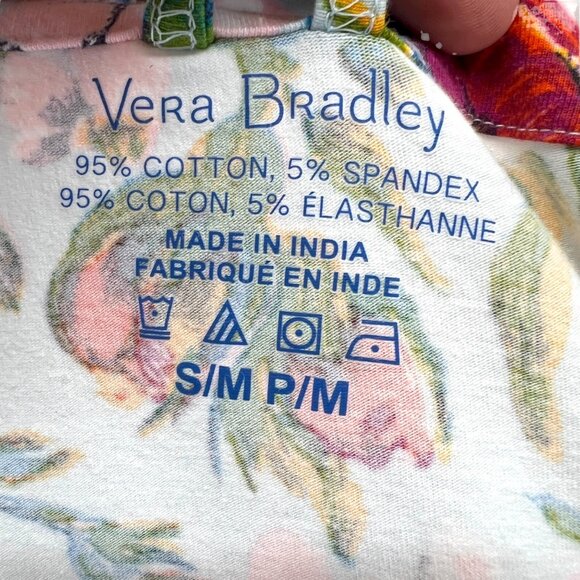 Vera Bradley
95% COTTON, 5% SPANDEX
95% COTON, 5% ÉLASTHANNE
MADE IN INDIA
FABRIQUÉ EN INDE
S/M P/M